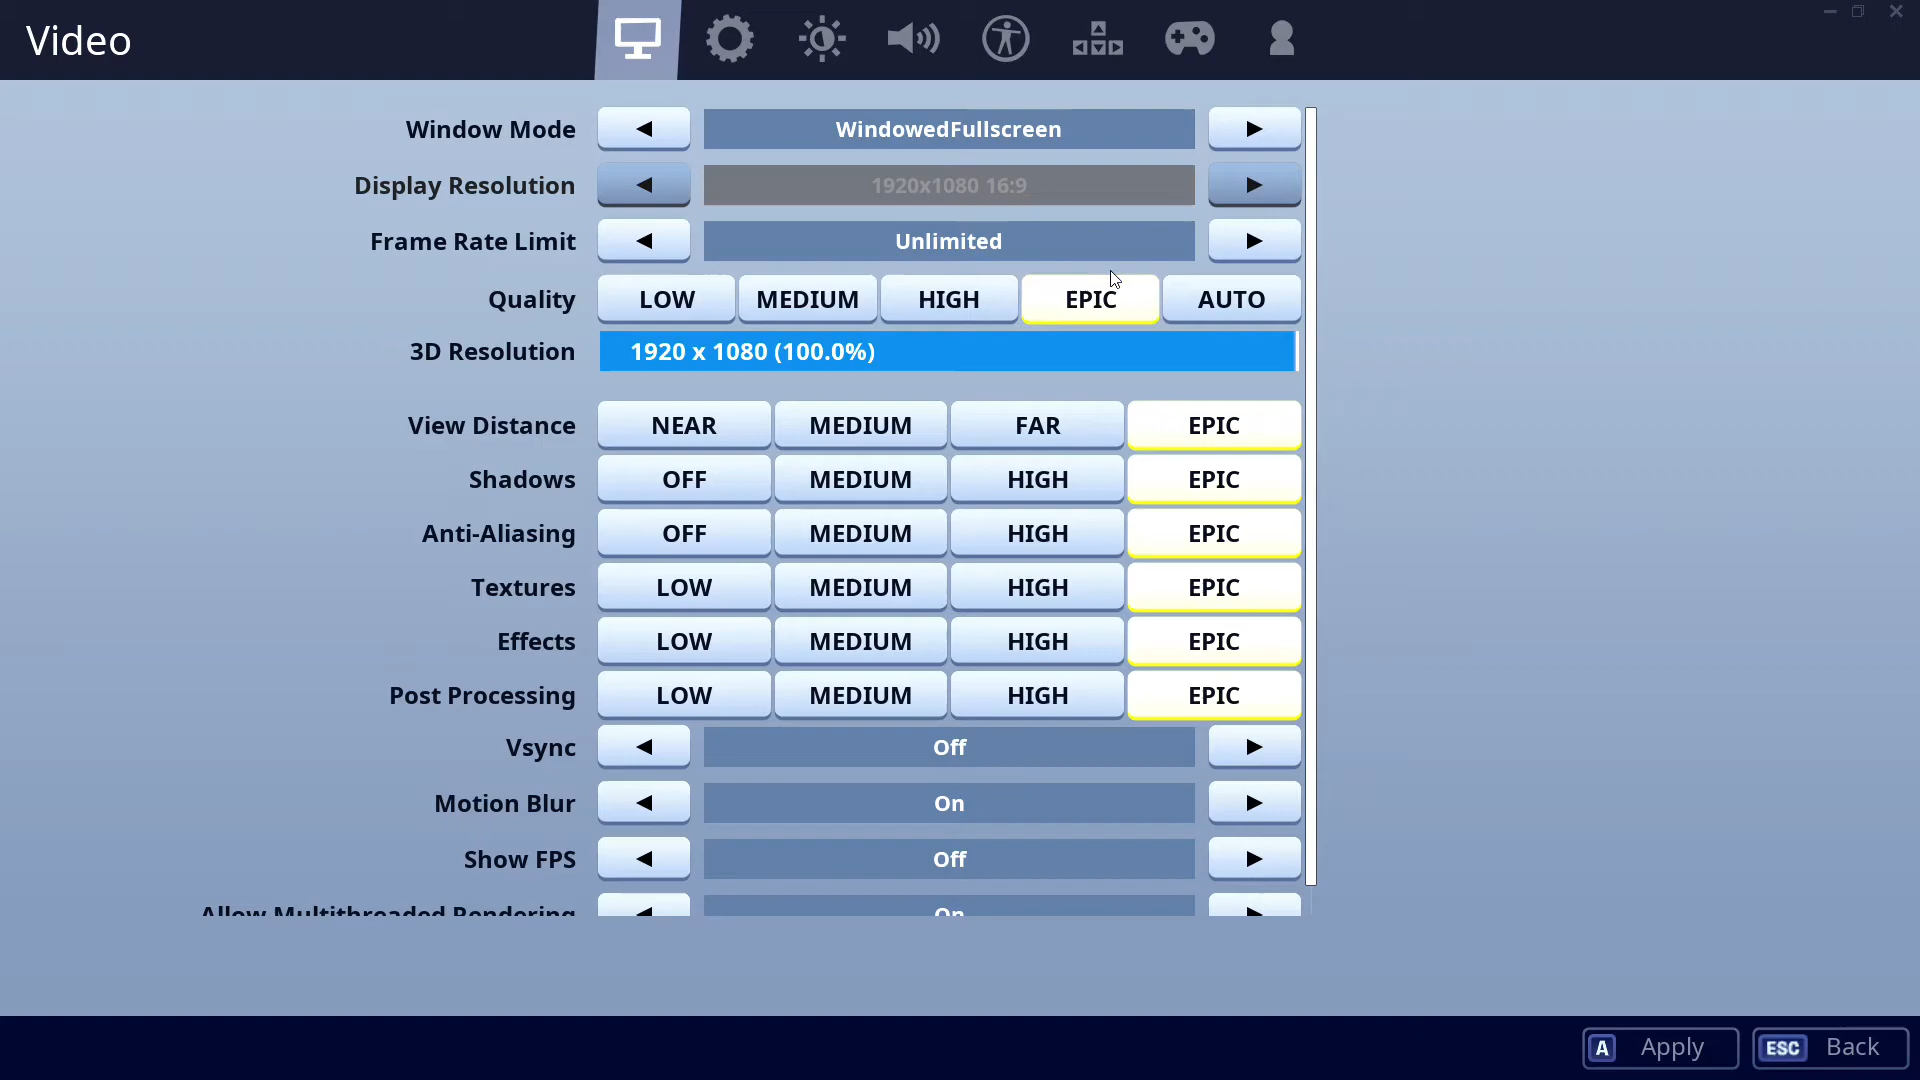 Video
Window Mode WindowedFullscreen
Display Resolution 1920x1080 16:9
Frame Rate Limit Unlimited
Quality LOW MEDIUM HIGH EPIC AUTO
3D Resolution 1920 x 1080 (100.0%)
View Distance NEAR MEDIUM FAR EPIC
Shadows OFF MEDIUM HIGH EPIC
Anti-Aliasing OFF MEDIUM HIGH EPIC
Textures LOW MEDIUM HIGH EPIC
Effects LOW MEDIUM HIGH EPIC
Post Processing LOW MEDIUM HIGH EPIC
Vsync Off
Motion Blur On
Show FPS Off
Allow Multithreaded Rendering On
A Apply ESC Back